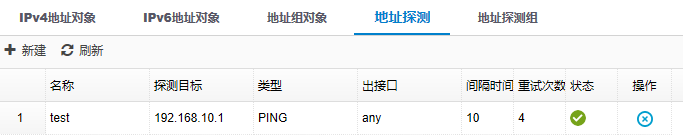 IPv4地址对象 IPv6地址对象 地址组对象 地址探测 地址探测组
新建 刷新
名称 探测目标 类型 出接口 间隔时间 重试次数 状态 操作
1 test 192.168.10.1 PING any 10 4